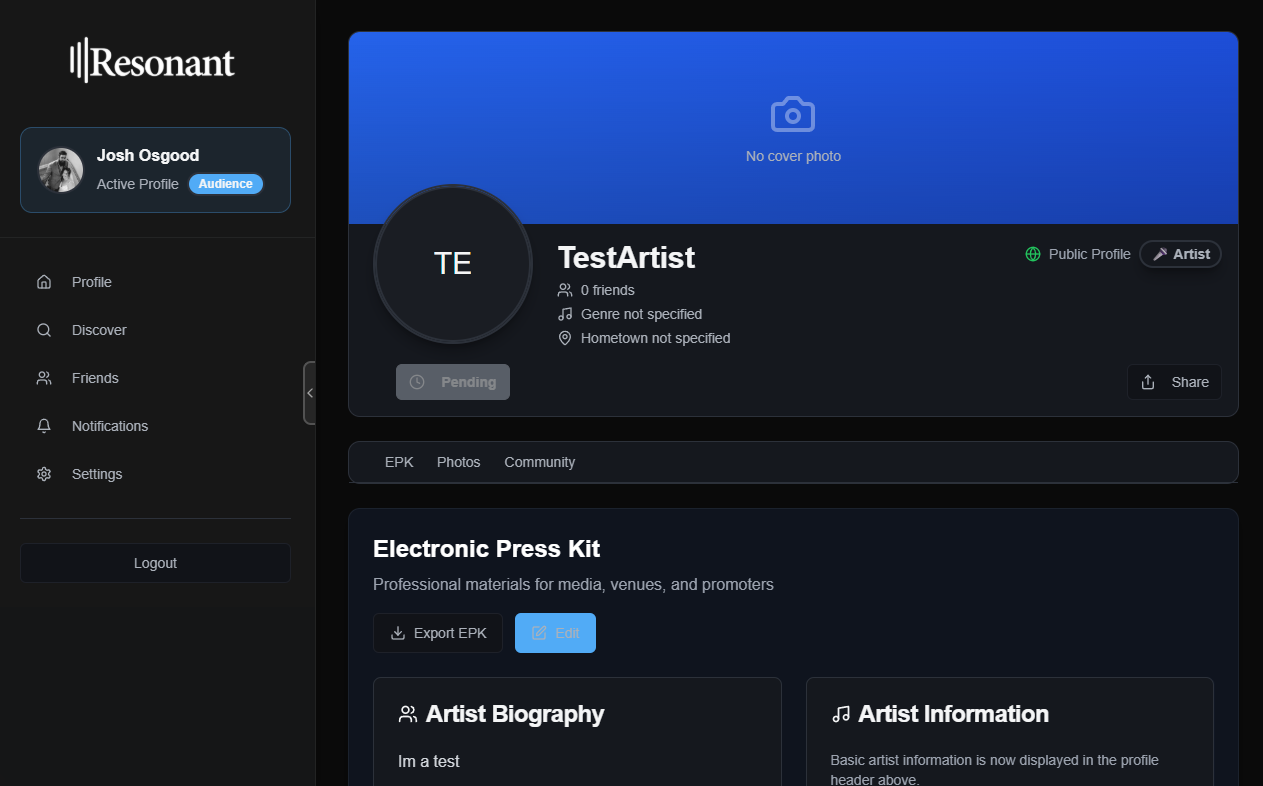 Resonant
Josh Osgood
Active Profile Audience
Profile
Discover
Friends
Notifications
Settings
Logout
No cover photo
TE
TestArtist
Public Profile Artist
0 friends
Genre not specified
Hometown not specified
Pending
Share
EPK Photos Community
Electronic Press Kit
Professional materials for media, venues, and promoters
Export EPK Edit
Artist Biography
Im a test
Artist Information
Basic artist information is now displayed in the profile
header above.